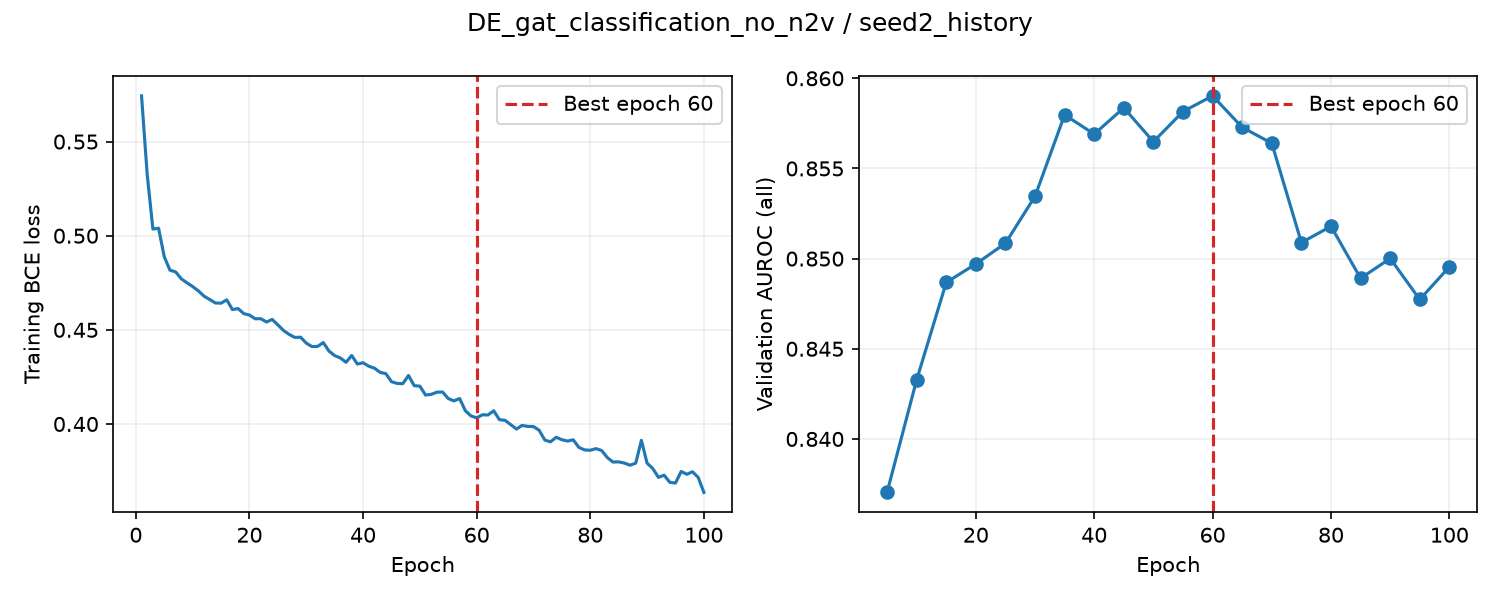 DE_gat_classification_no_n2v / seed2_history
Training BCE loss
0.55
0.50
0.45
0.40
Best epoch 60
0 20 40 60 80 100
Epoch
Validation AUROC (all)
0.860
0.855
0.850
0.845
0.840
Best epoch 60
20 40 60 80 100
Epoch